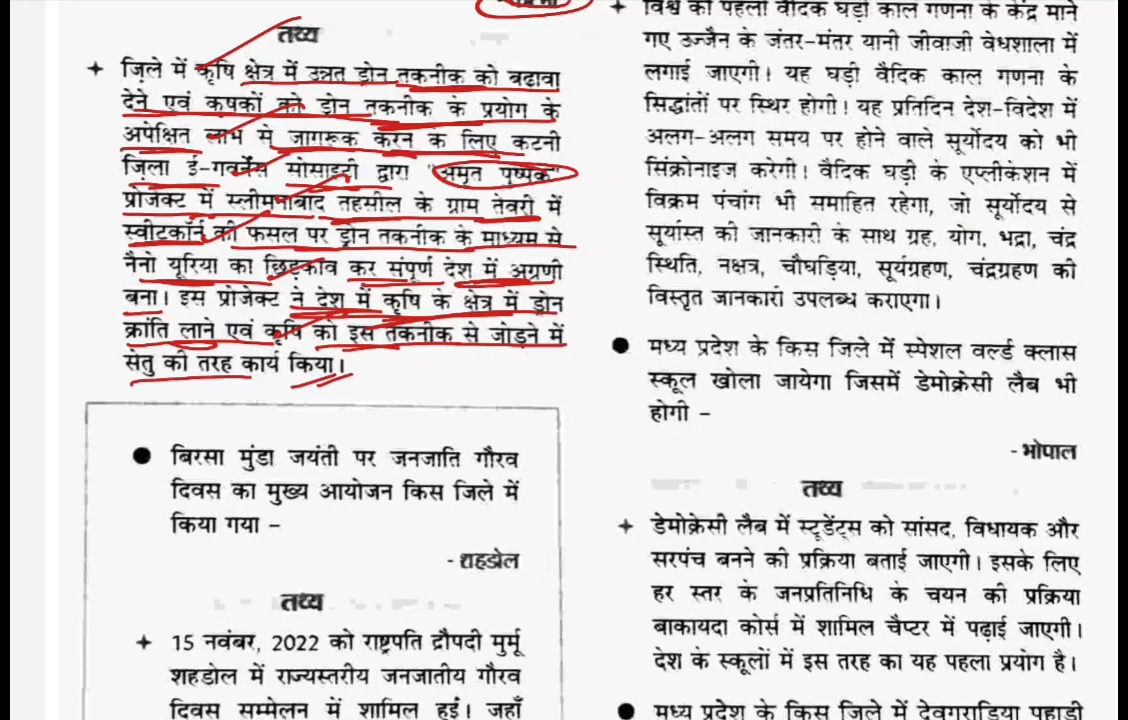 तथ्य
+ जिले में कृषि क्षेत्र में उन्नत ड्रोन तकनीक को बढावा
देने एवं कृषकों को ड्रोन तकनीक के प्रयोग के
अपेक्षित लाभ से जागरूक करने के लिए कटनी
जिला ई-गवर्नेंस सोसाइटी द्वारा "अमृत पुष्पक"
प्रोजेक्ट में स्लीमनाबाद तहसील के ग्राम तेवरी में
स्वीटकॉर्न की फसल पर ड्रोन तकनीक के माध्यम से
नैनो यूरिया का छिड़काव कर संपूर्ण देश में अग्रणी
बना। इस प्रोजेक्ट ने देश में कृषि के क्षेत्र में ड्रोन
क्रांति लाने एवं कृषि को इस तकनीक से जोड़ने में
सेतु की तरह कार्य किया।
● बिरसा मुंडा जयंती पर जनजाति गौरव
दिवस का मुख्य आयोजन किस जिले में
किया गया –
- शहडोल
तथ्य
+ 15 नवंबर, 2022 को राष्ट्रपति द्रौपदी मुर्मू
शहडोल में राज्यस्तरीय जनजातीय गौरव
दिवस सम्मेलन में शामिल हुईं। जहाँ
+ विश्व की पहली वैदिक घड़ी काल गणना के केंद्र माने
गए उज्जैन के जंतर-मंतर यानी जीवाजी वेधशाला में
लगाई जाएगी। यह घड़ी वैदिक काल गणना के
सिद्धांतों पर स्थिर होगी। यह प्रतिदिन देश-विदेश में
अलग-अलग समय पर होने वाले सूर्योदय को भी
सिंक्रोनाइज करेगी। वैदिक घड़ी के एप्लीकेशन में
विक्रम पंचांग भी समाहित रहेगा, जो सूर्योदय से
सूर्यास्त की जानकारी के साथ ग्रह, योग, भद्रा, चंद्र
स्थिति, नक्षत्र, चौघड़िया, सूर्यग्रहण, चंद्रग्रहण की
विस्तृत जानकारी उपलब्ध कराएगा।
● मध्य प्रदेश के किस जिले में स्पेशल वर्ल्ड क्लास
स्कूल खोला जायेगा जिसमें डेमोक्रेसी लैब भी
होगी –
- भोपाल
तथ्य
+ डेमोक्रेसी लैब में स्टूडेंट्स को सांसद, विधायक और
सरपंच बनने की प्रक्रिया बताई जाएगी। इसके लिए
हर स्तर के जनप्रतिनिधि के चयन की प्रक्रिया
बाकायदा कोर्स में शामिल चैप्टर में पढ़ाई जाएगी।
देश के स्कूलों में इस तरह का यह पहला प्रयोग है।
● मध्य प्रदेश के किस जिले में देवगुराड़िया पहाड़ी